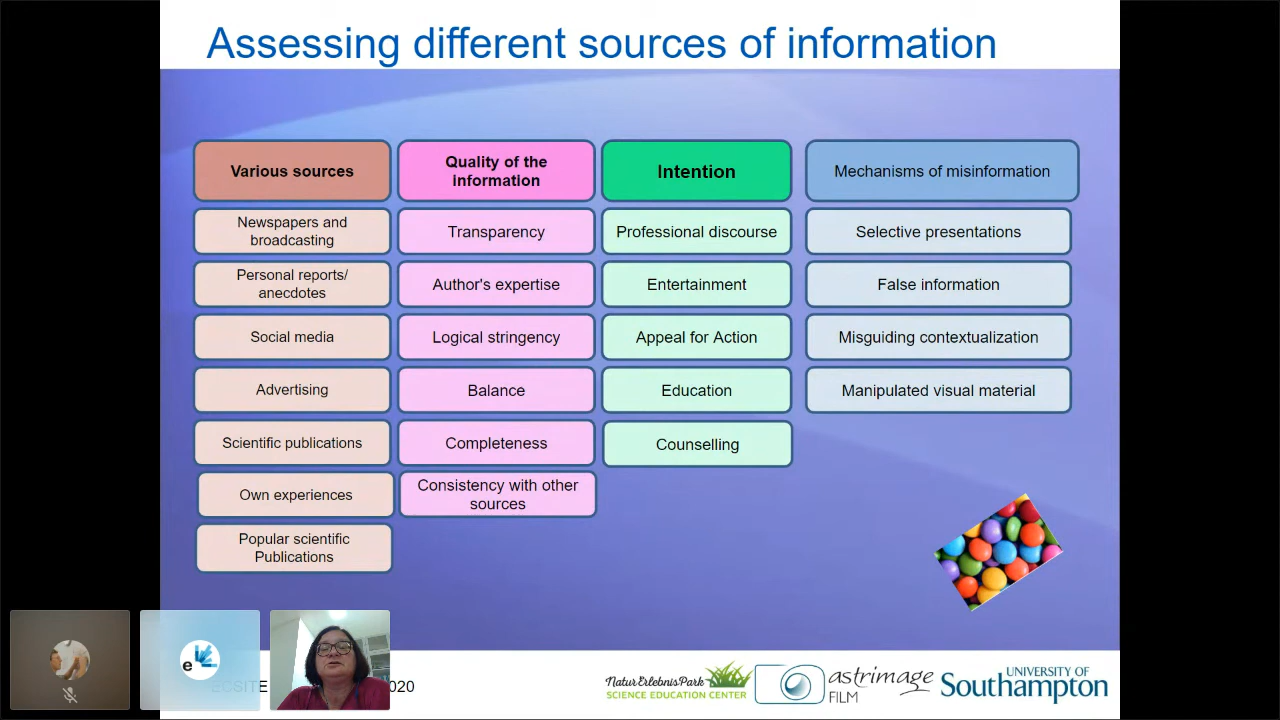 Assessing different sources of information
Various sources
Newspapers and
broadcasting
Personal reports/
anecdotes
Social media
Advertising
Scientific publications
Own experiences
Popular scientific
Publications
Quality of the
information
Transparency
Author's expertise
Logical stringency
Balance
Completeness
Consistency with other
sources
Intention
Professional discourse
Entertainment
Appeal for Action
Education
Counselling
Mechanisms of misinformation
Selective presentations
False information
Misguiding contextualization
Manipulated visual material
e
ECSITE
2020
Natur ErlebnisPark
SCIENCE EDUCATION CENTER
astrimage
FILM
UNIVERSITY OF
Southampton